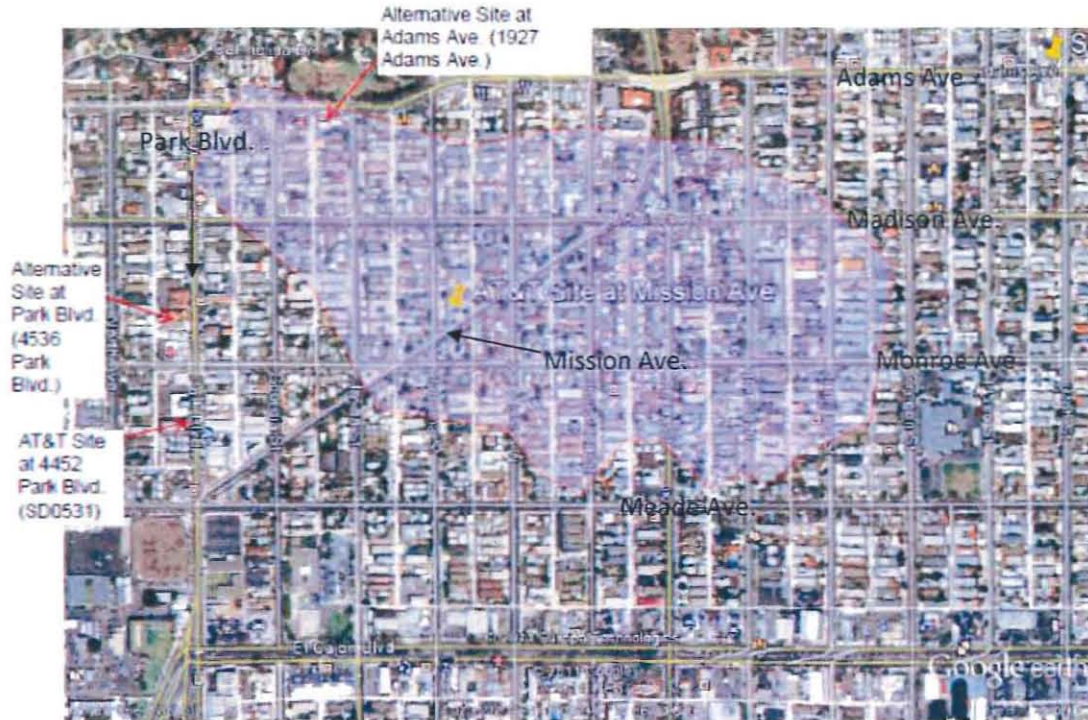 Alternative Site at
Adams Ave. (1927
Adams Ave.)
Adams Ave
Park Blvd.
Madison Ave.
Alternative
Site at
Park Blvd
(4536
Park
Blvd.)
AT&T Site at Mission Ave
Mission Ave.
Monroe Ave.
AT&T Site
at 4452
Park Blvd.
(SD0531)
Meade Ave.
El Cajon Blvd
Google earth